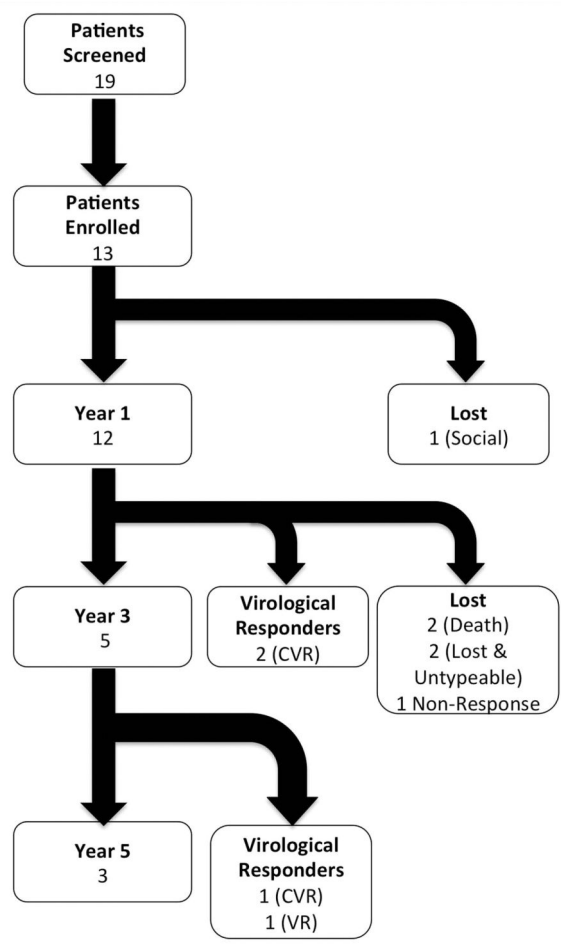 Patients
Screened
19
Patients
Enrolled
13
Year 1
12
Lost
1 (Social)
Year 3
5
Virological
Responders
2 (CVR)
Lost
2 (Death)
2 (Lost &
Untypeable)
1 Non-Response
Year 5
3
Virological
Responders
1 (CVR)
1 (VR)